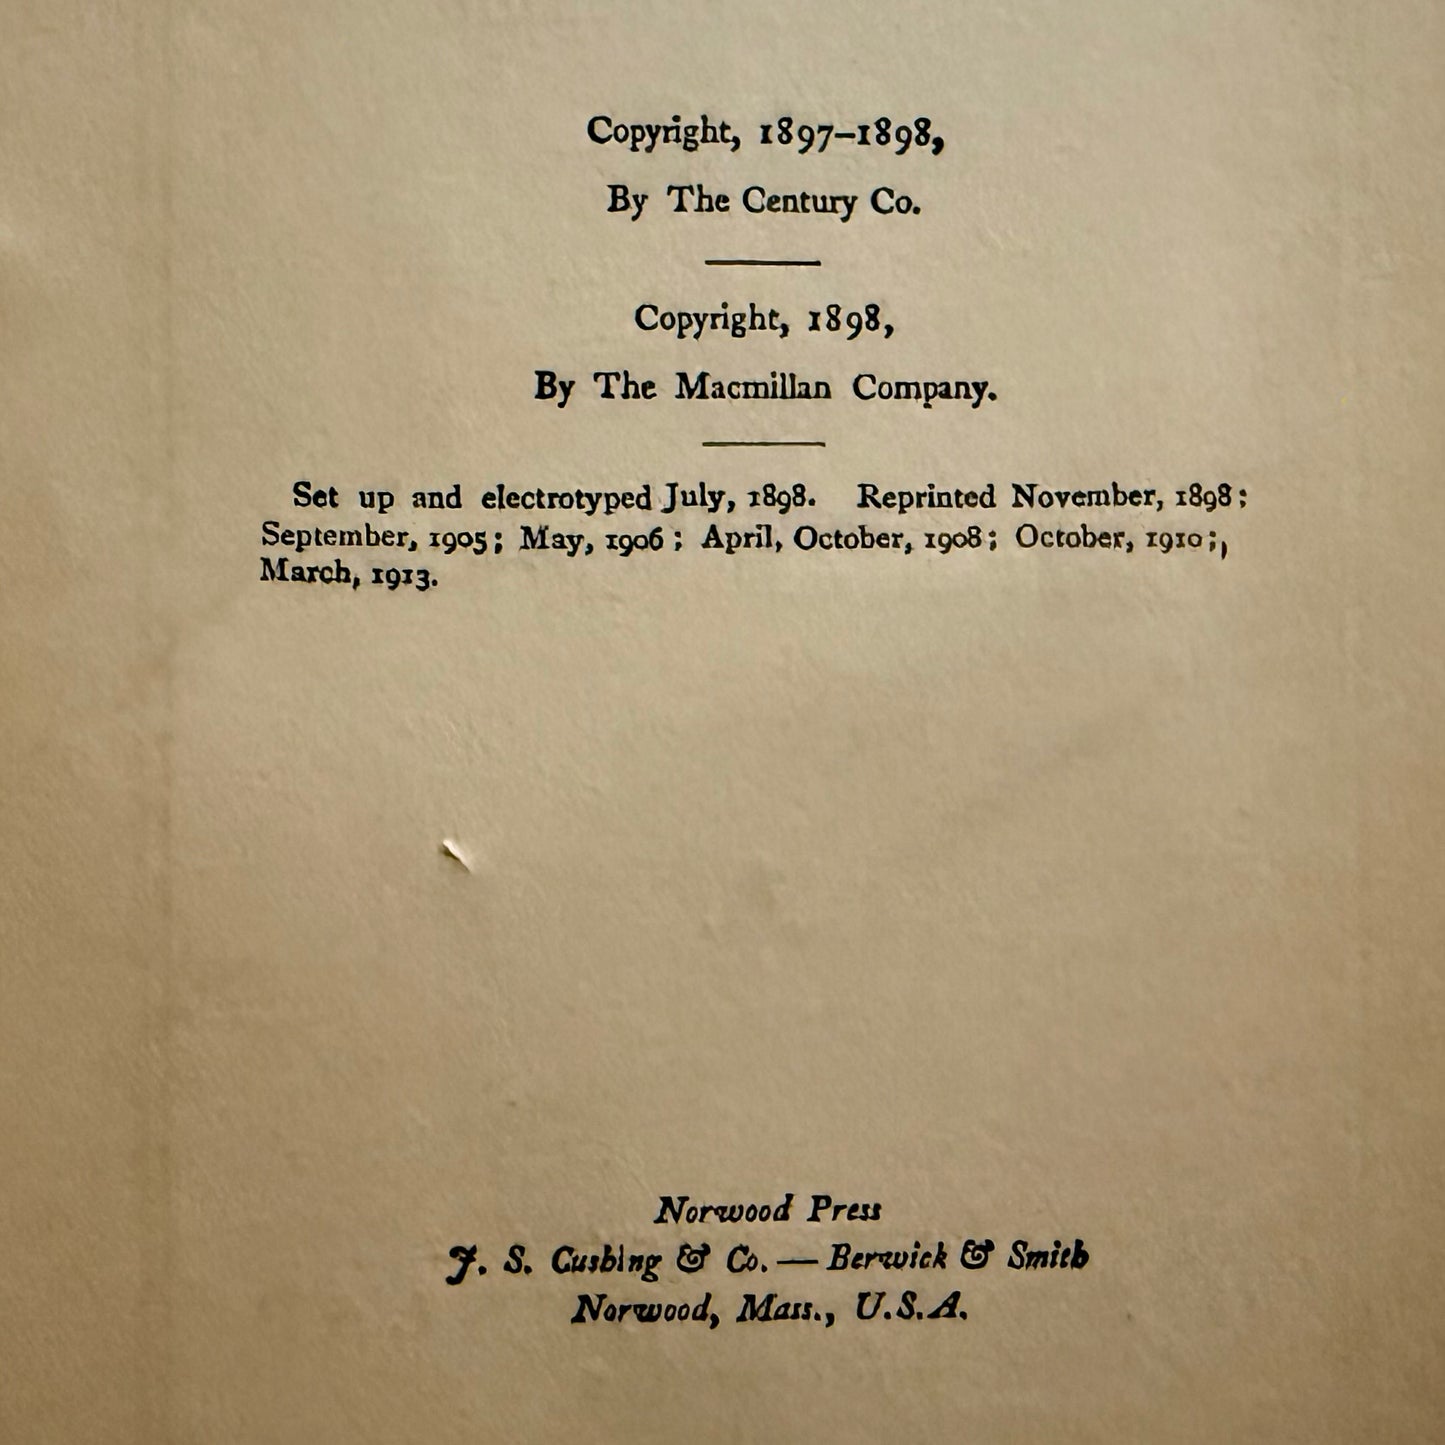 Copyright, 1897–1898,
By The Century Co.
Copyright, 1898,
By The Macmillan Company.
Set up and electrotyped July, 1898. Reprinted November, 1898;
September, 1905; May, 1906; April, October, 1908; October, 1910;,
March, 1913.
Norwood Press
J. S. Cushing & Co. — Berwick & Smith
Norwood, Mass., U.S.A.